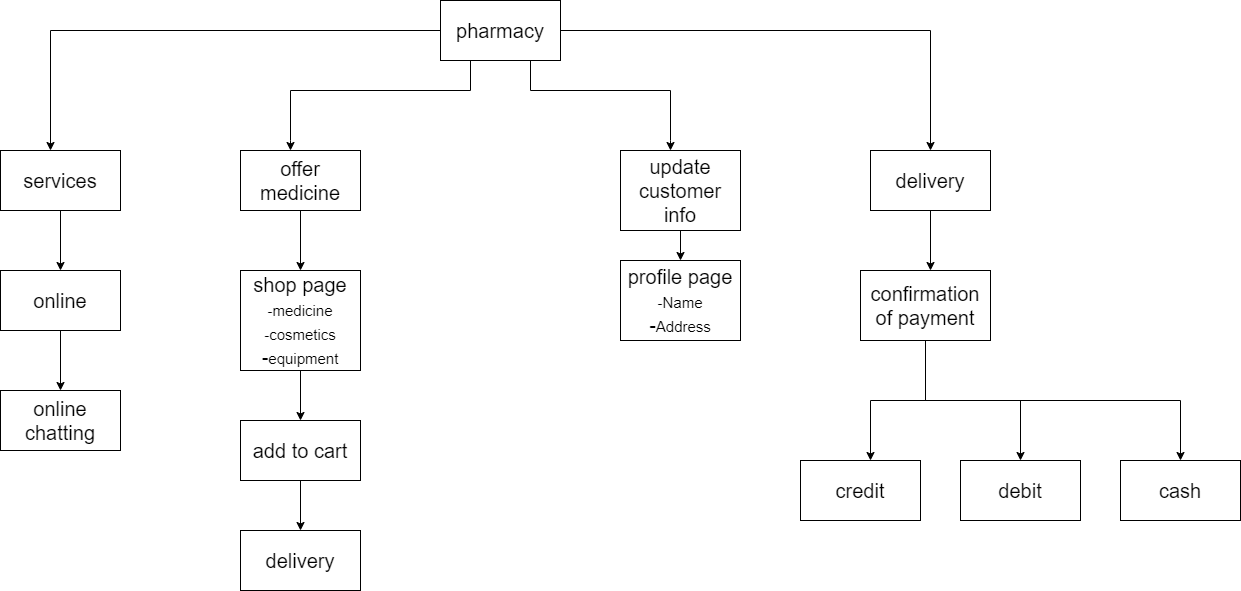 pharmacy
services
offer
medicine
update
customer
info
delivery
online
shop page
-medicine
-cosmetics
-equipment
profile page
-Name
-Address
confirmation
of payment
online
chatting
add to cart
credit
debit
cash
delivery